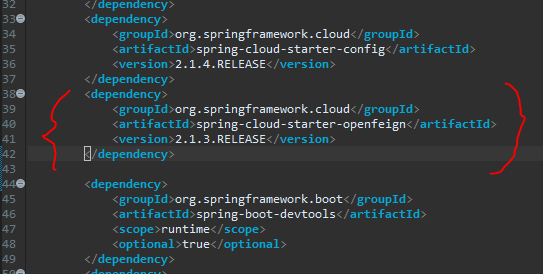 32 </dependency>
33 <dependency>
34 <groupId>org.springframework.cloud</groupId>
35 <artifactId>spring-cloud-starter-config</artifactId>
36 <version>2.1.4.RELEASE</version>
37 </dependency>
38 <dependency>
39 <groupId>org.springframework.cloud</groupId>
40 <artifactId>spring-cloud-starter-openfeign</artifactId>
41 <version>2.1.3.RELEASE</version>
42 </dependency>
43
44 <dependency>
45 <groupId>org.springframework.boot</groupId>
46 <artifactId>spring-boot-devtools</artifactId>
47 <scope>runtime</scope>
48 <optional>true</optional>
49 </dependency>
50 <dependency>